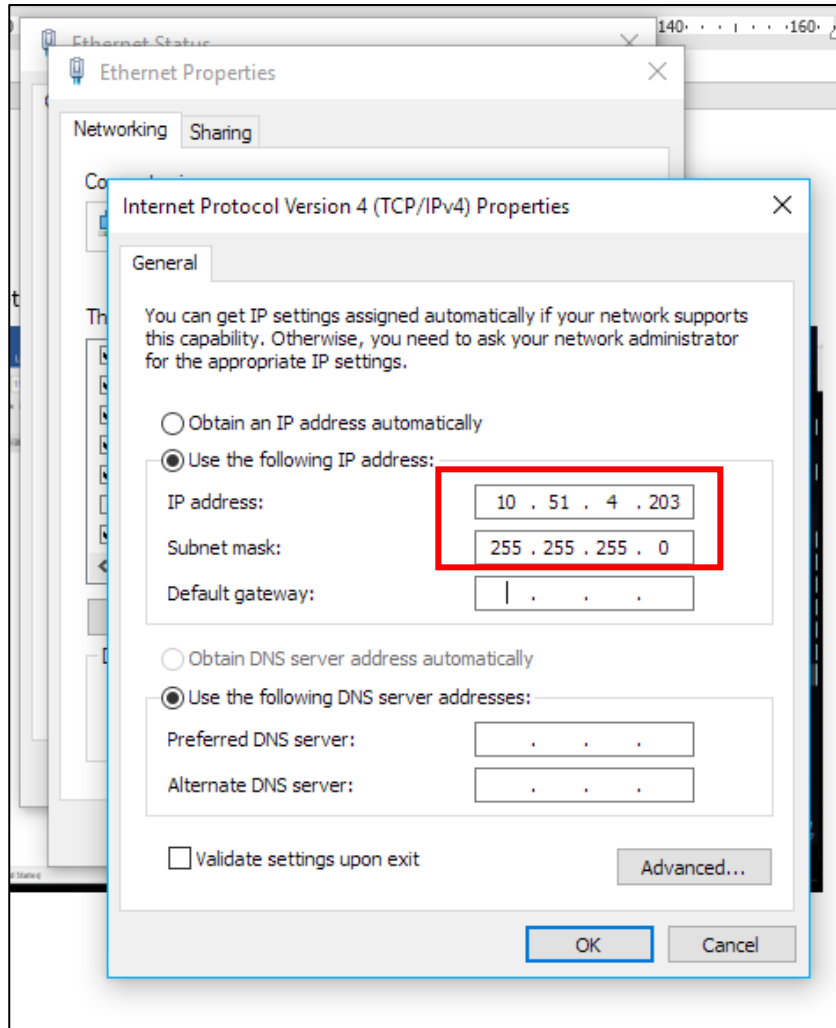 140 · · · ı · · · 160 ·
Ethernet Status
Ethernet Properties
Networking
Sharing
Internet Protocol Version 4 (TCP/IPv4) Properties
General
You can get IP settings assigned automatically if your network supports
this capability. Otherwise, you need to ask your network administrator
for the appropriate IP settings.
Obtain an IP address automatically
Use the following IP address:
IP address: 10 . 51 . 4 . 203
Subnet mask: 255 . 255 . 255 . 0
Default gateway: . . .
Obtain DNS server address automatically
Use the following DNS server addresses:
Preferred DNS server: . . .
Alternate DNS server: . . .
Validate settings upon exit
Advanced...
OK
Cancel